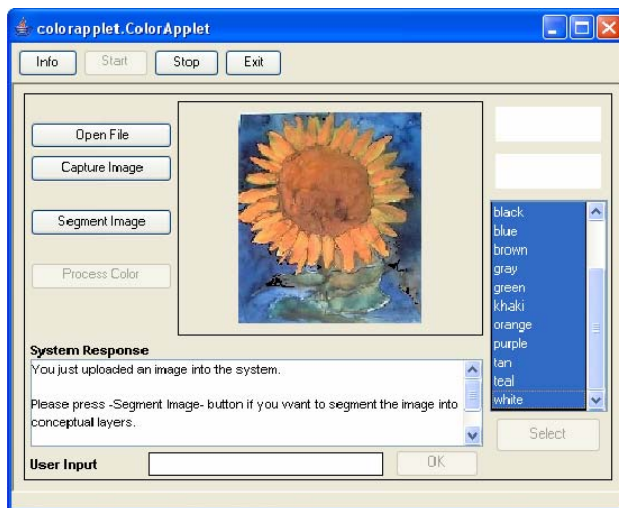 colorapplet.ColorApplet
Info Start Stop Exit
Open File
Capture Image
Segment Image
Process Color
black
blue
brown
gray
green
khaki
orange
purple
tan
teal
white
System Response
You just uploaded an image into the system.
Please press -Segment Image- button if you want to segment the image into
conceptual layers.
Select
User Input
OK